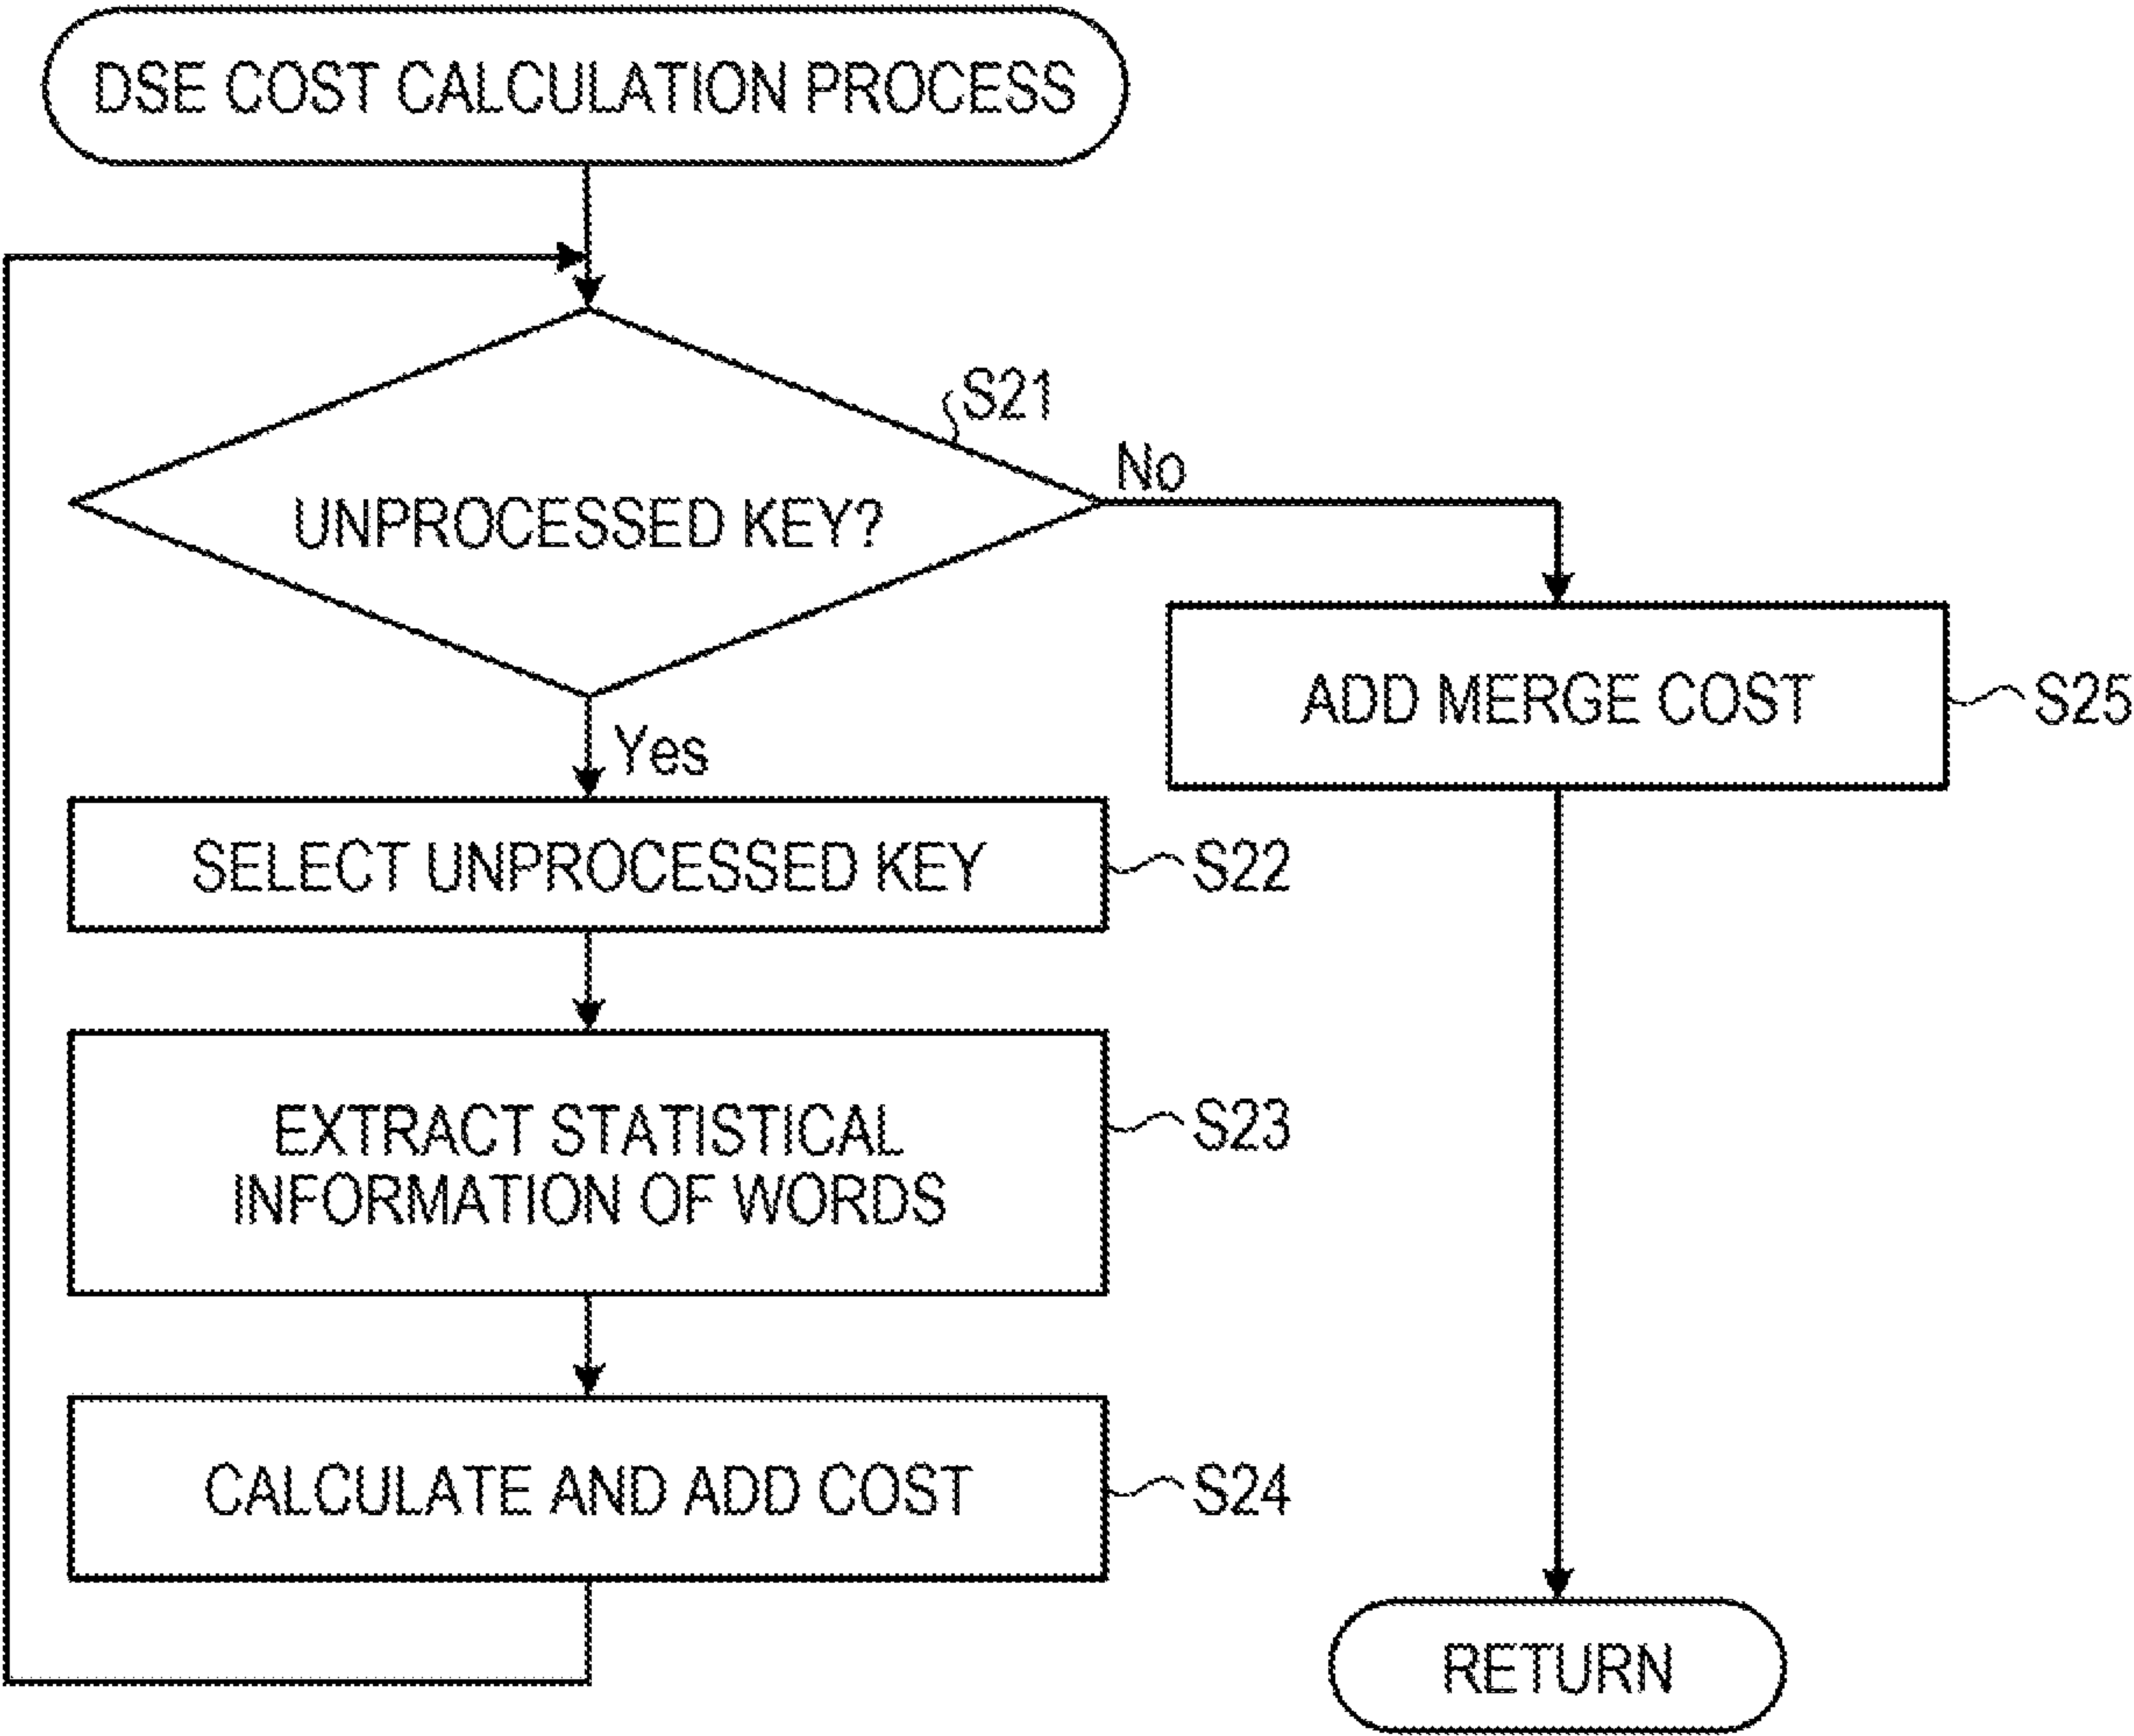 DSE COST CALCULATION PROCESS
S21
UNPROCESSED KEY?
No
Yes
ADD MERGE COST
S25
SELECT UNPROCESSED KEY
S22
EXTRACT STATISTICAL
INFORMATION OF WORDS
S23
CALCULATE AND ADD COST
S24
RETURN